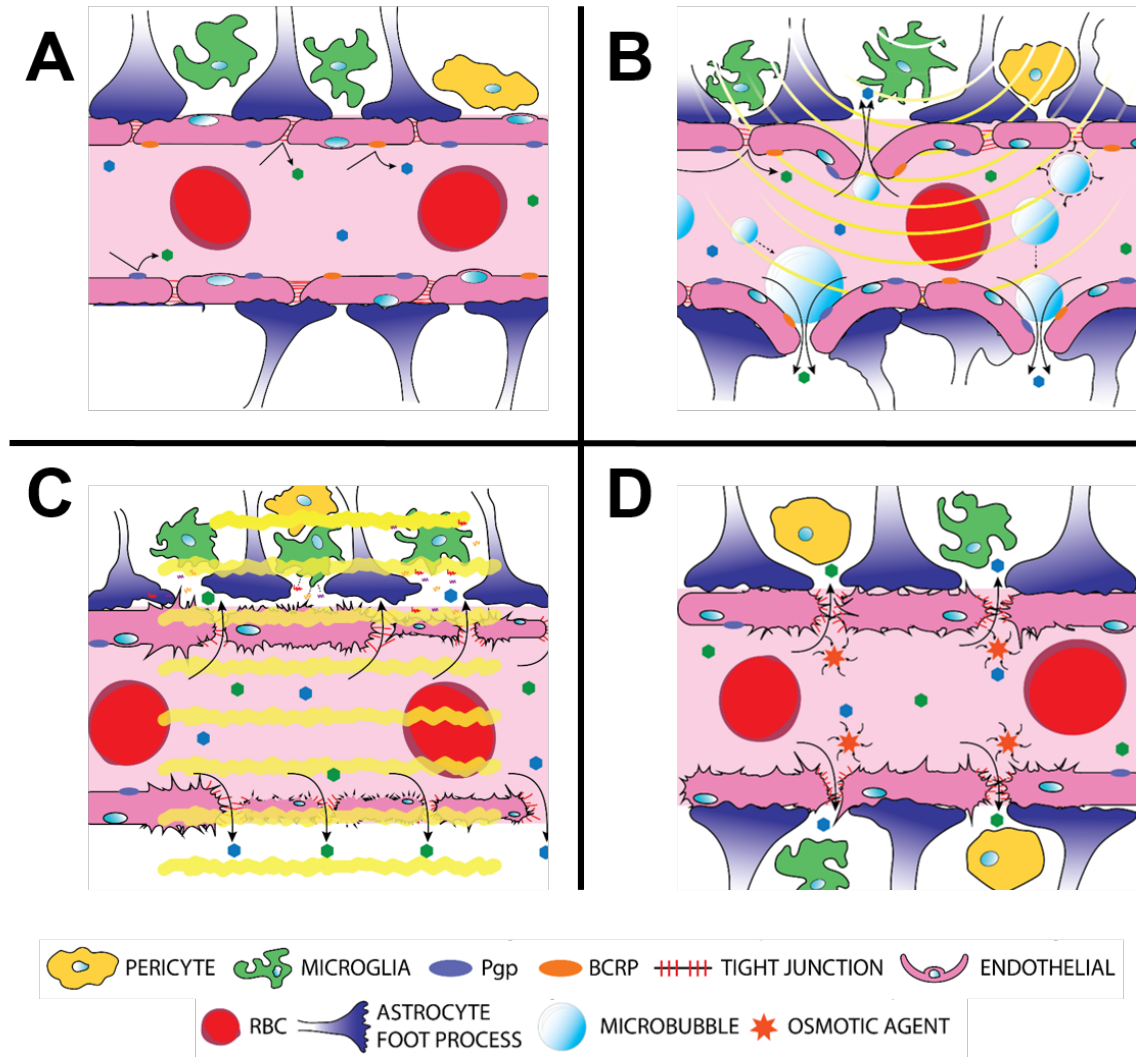 A
B
C
D
PERICYTE MICROGLIA Pgp BCRP TIGHT JUNCTION ENDOTHELIAL
RBC ASTROCYTE FOOT PROCESS MICROBUBBLE OSMOTIC AGENT